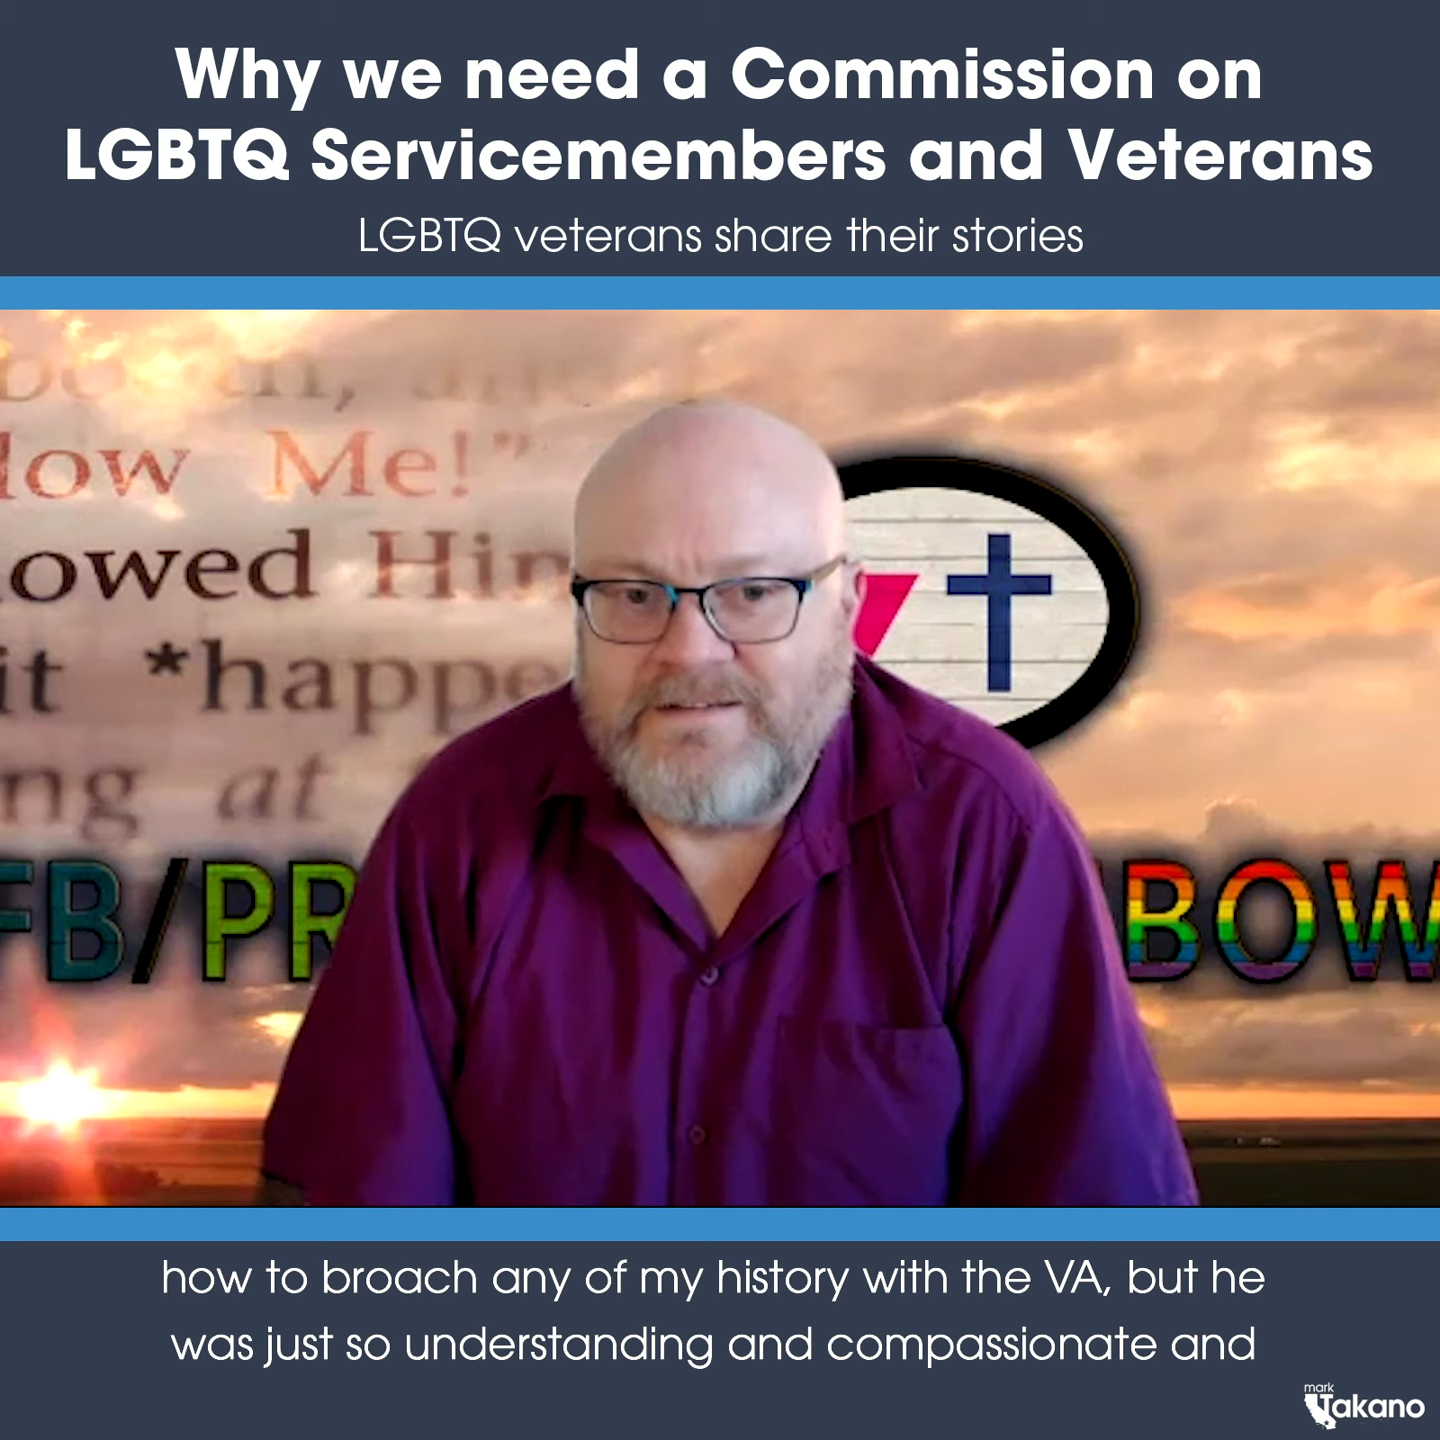 Why we need a Commission on
LGBTQ Servicemembers and Veterans
LGBTQ veterans share their stories
low Me!”
owed Him
it *happe
ng at
FB/PR
BOW
how to broach any of my history with the VA, but he
was just so understanding and compassionate and
mark
Takano